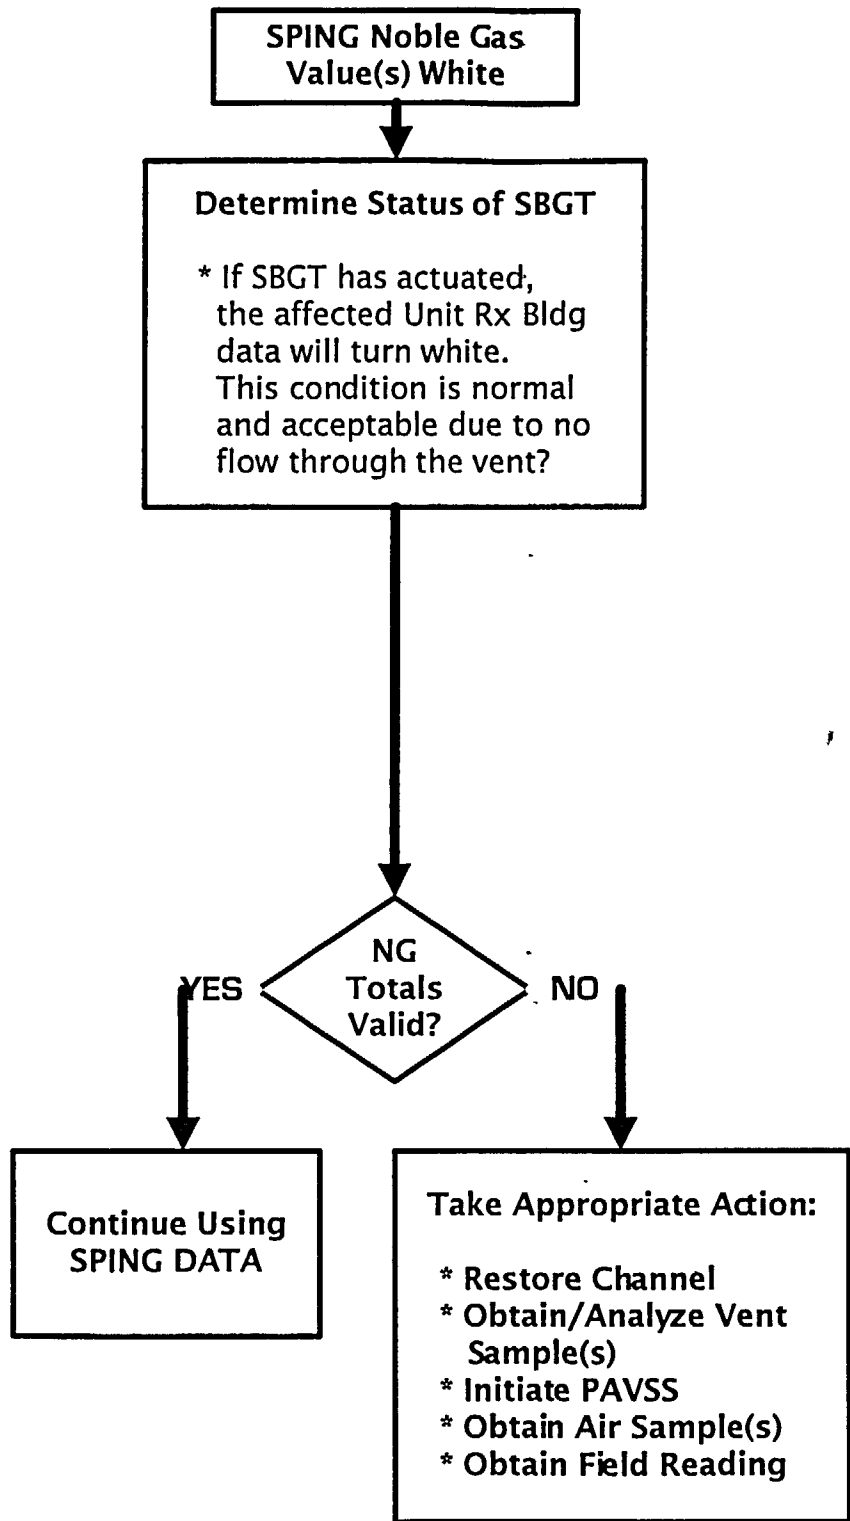 SPING Noble Gas
Value(s) White
Determine Status of SBGT
* If SBGT has actuated,
the affected Unit Rx Bldg
data will turn white.
This condition is normal
and acceptable due to no
flow through the vent?
NG
Totals
Valid?
YES
NO
Continue Using
SPING DATA
Take Appropriate Action:
* Restore Channel
* Obtain/Analyze Vent
Sample(s)
* Initiate PAVSS
* Obtain Air Sample(s)
* Obtain Field Reading